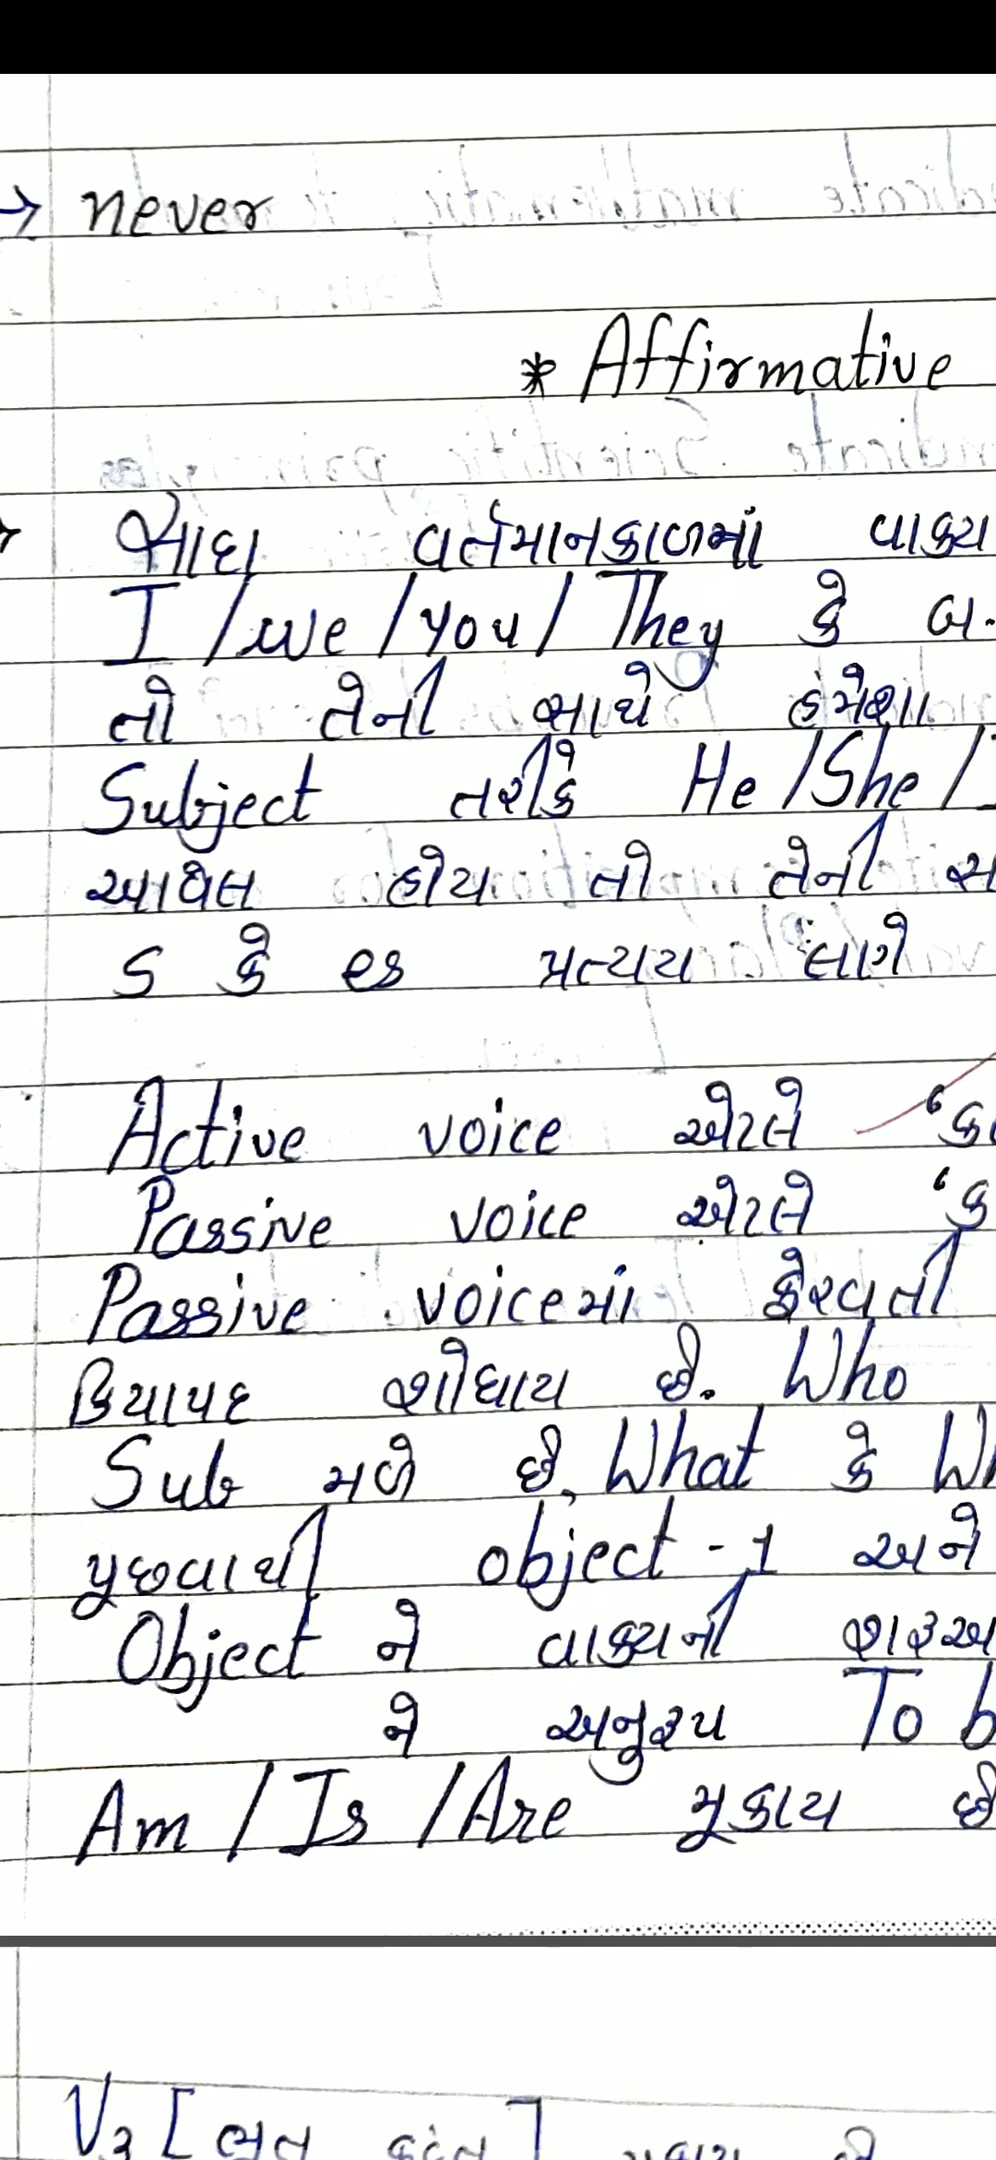 → never
* Affirmative
સાદા વર્તમાનકાળમાં વાક્ય
I / we / you / They કે બ.
તો તેની સાથે હંમેશા
Subject તરીકે He / She /
આવેલ હોય તો તેની સ
s કે es પ્રત્યય લાગે
Active voice એટલે 'ક
Passive voice એટલે 'ક
Passive voiceમાં ફેરવતી
ક્રિયાપદ શોધાય છે. Who
Sub મળે છે, What કે Wh
પુછવાથી object - 1 અને
Object ને વાક્યની શરૂઆ
ને અનુરૂપ To b
Am / Is / Are મુકાય છે
V3 [ભૂત કૃદંત]